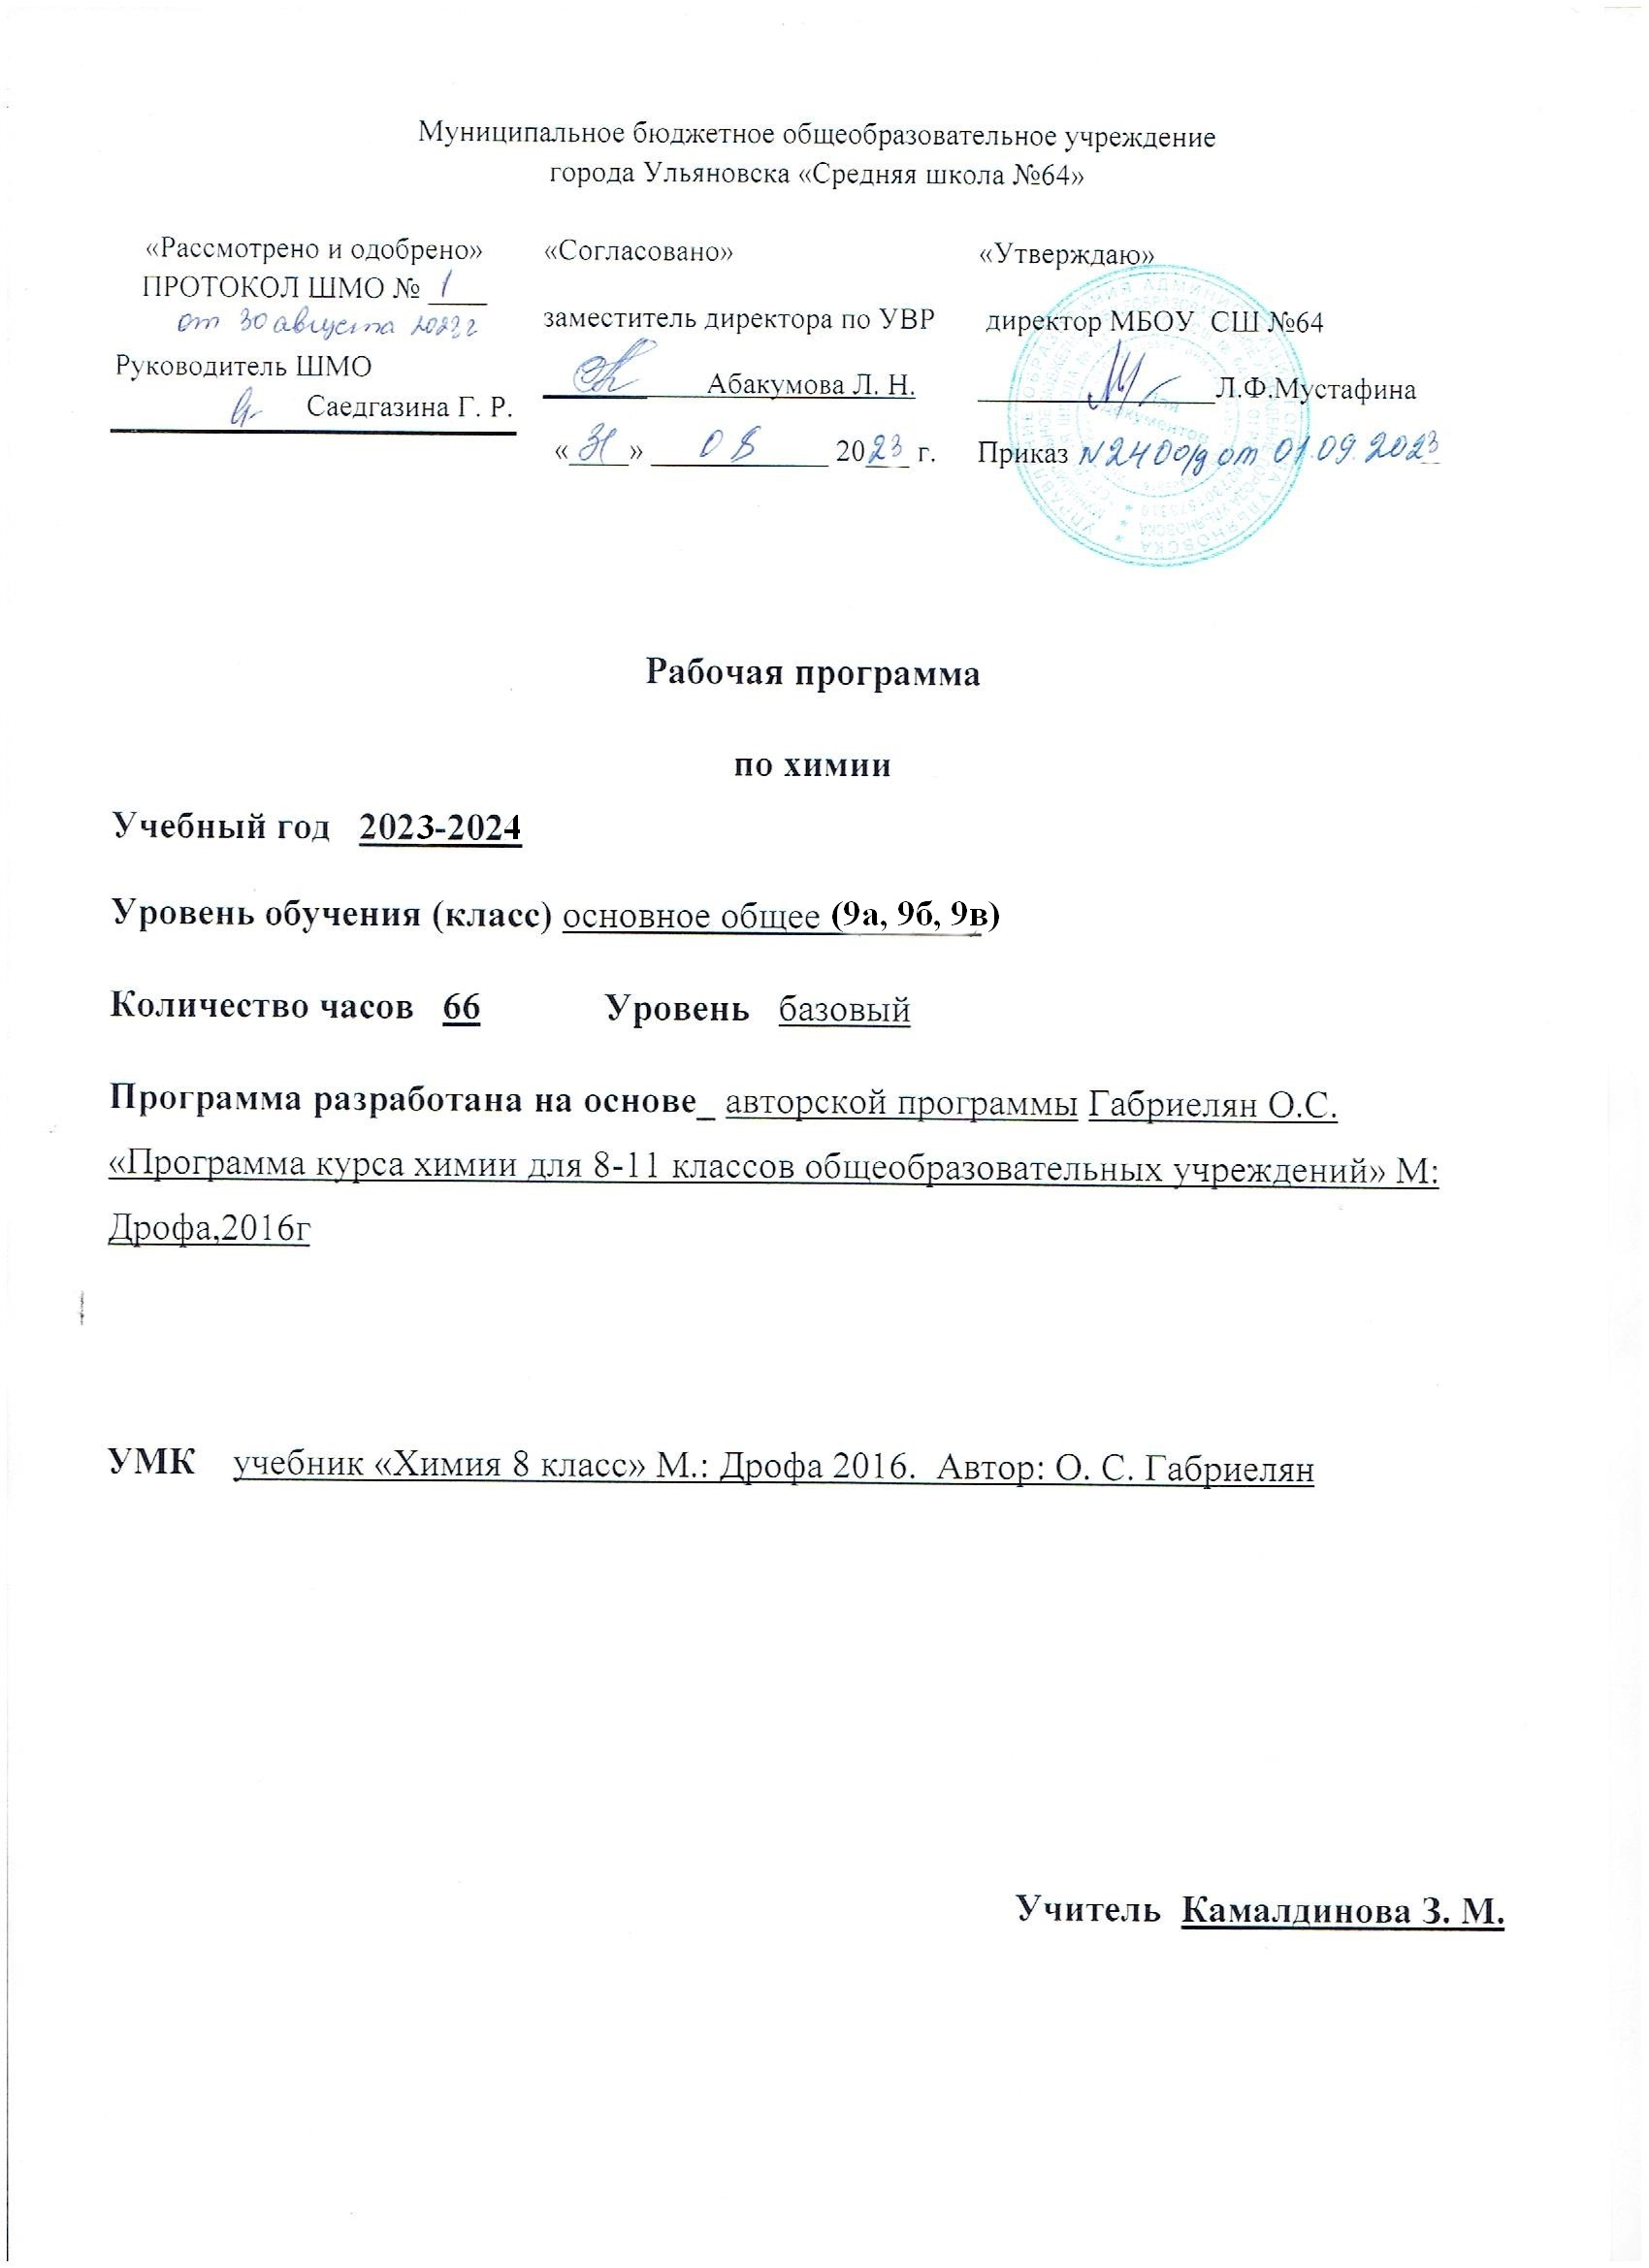 Муниципальное бюджетное общеобразовательное учреждение
города Ульяновска «Средняя школа №64»
«Рассмотрено и одобрено»
ПРОТОКОЛ ШМО № 1
от 30 августа 2023 г
Руководитель ШМО
Саедгазина Г. Р.
«Согласовано»
заместитель директора по УВР
Абакумова Л. Н.
«31» 08 2023 г.
«Утверждаю»
директор МБОУ СШ №64
Л.Ф.Мустафина
Приказ №2400/д от 01.09.2023
Рабочая программа
по химии
Учебный год 2023-2024
Уровень обучения (класс) основное общее (9а, 9б, 9в)
Количество часов 66 Уровень базовый
Программа разработана на основе_ авторской программы Габриелян О.С.
«Программа курса химии для 8-11 классов общеобразовательных учреждений» М:
Дрофа,2016г
УМК учебник «Химия 8 класс» М.: Дрофа 2016. Автор: О. С. Габриелян
Учитель Камалдинова З. М.